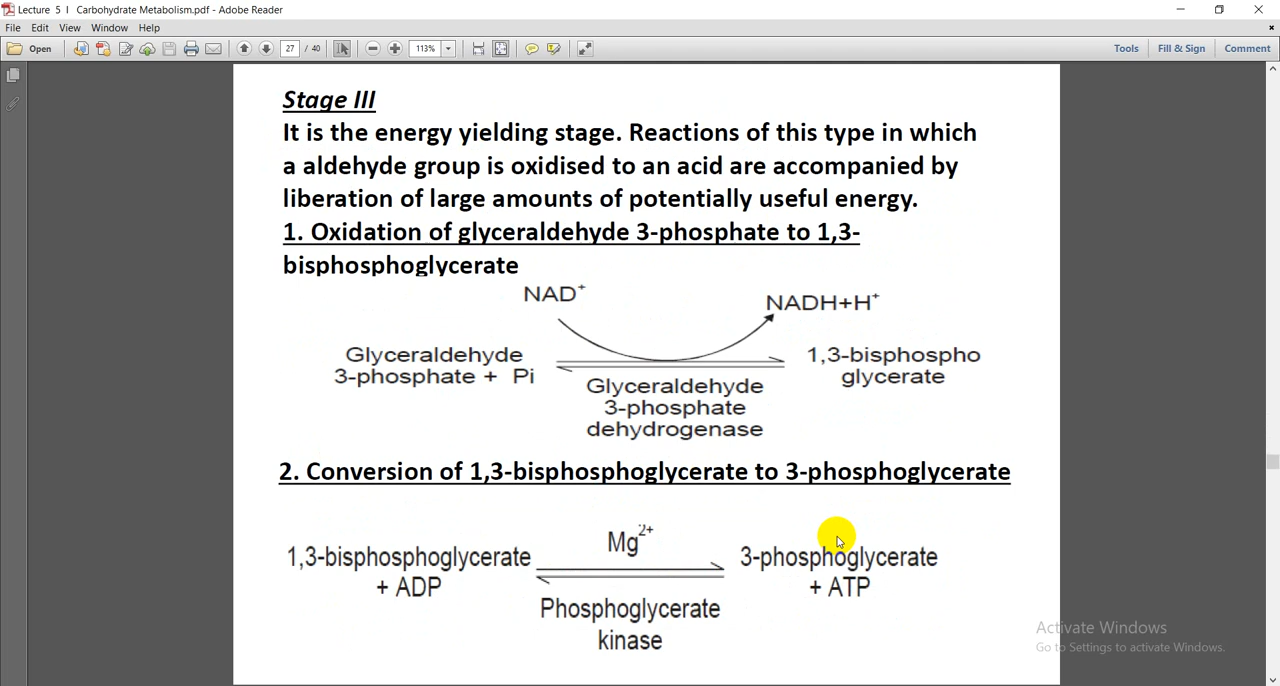 Lecture 5 I Carbohydrate Metabolism.pdf - Adobe Reader
File Edit View Window Help
Open 27 / 40 113% Tools Fill & Sign Comment
Stage III
It is the energy yielding stage. Reactions of this type in which
a aldehyde group is oxidised to an acid are accompanied by
liberation of large amounts of potentially useful energy.
1. Oxidation of glyceraldehyde 3-phosphate to 1,3-
bisphosphoglycerate
NAD+
NADH+H+
Glyceraldehyde
3-phosphate + Pi
1,3-bisphospho
glycerate
Glyceraldehyde
3-phosphate
dehydrogenase
2. Conversion of 1,3-bisphosphoglycerate to 3-phosphoglycerate
1,3-bisphosphoglycerate
+ ADP
Mg2+
Phosphoglycerate
kinase
3-phosphoglycerate
+ ATP
Activate Windows
Go to Settings to activate Windows.